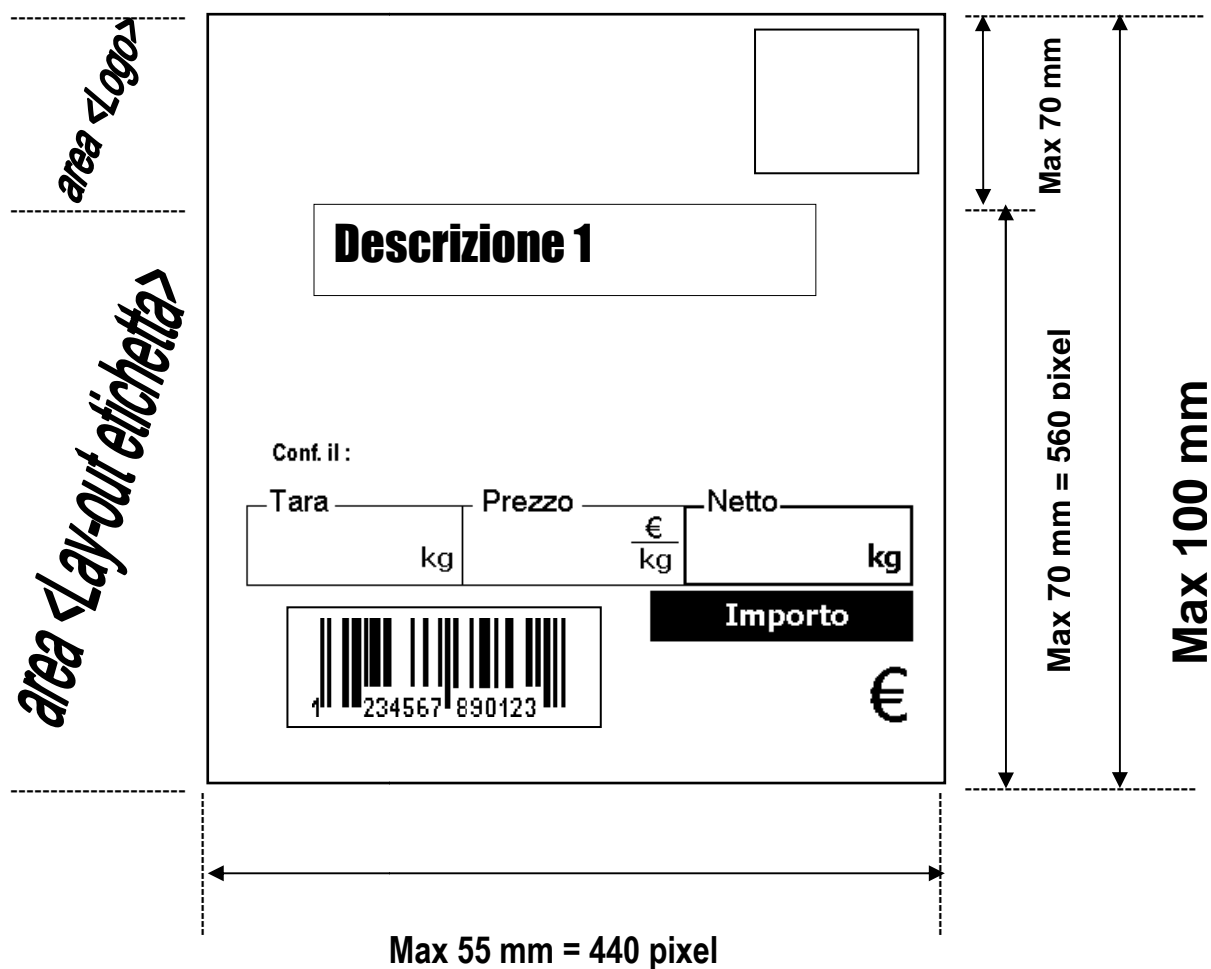 area <Logo>
Max 70 mm
Descrizione 1
area <Lay-out etichetta>
Max 70 mm = 560 pixel
Max 100 mm
Conf. il :
Tara
Prezzo
Netto
kg
€
kg
kg
Importo
1 234567 890123
€
Max 55 mm = 440 pixel